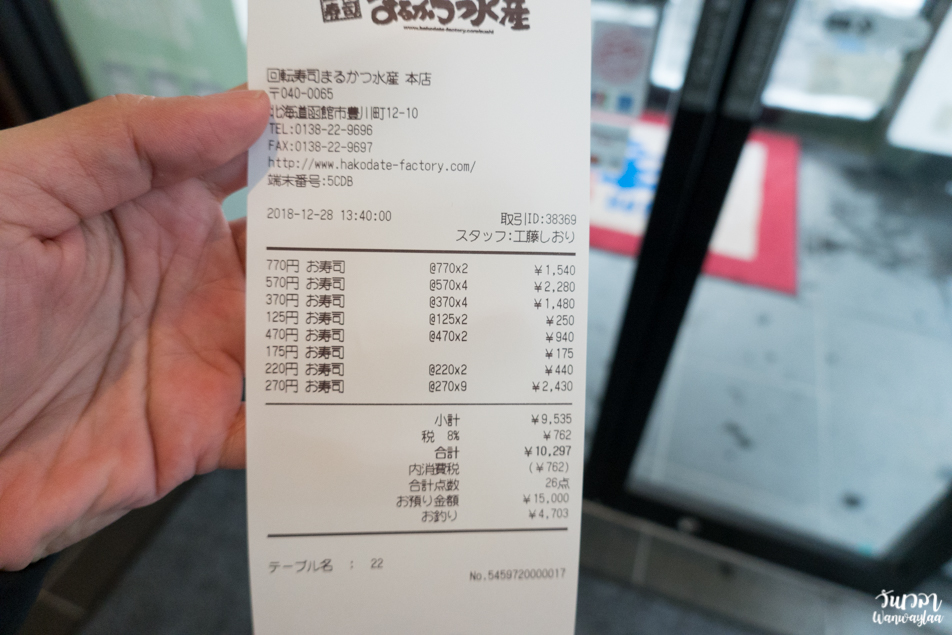 寿司 まるかつ水産
www.hakodate-factory.com/sushi
回転寿司まるかつ水産 本店
〒040-0065
北海道函館市豊川町12-10
TEL:0138-22-9696
FAX:0138-22-9697
http://www.hakodate-factory.com/
端末番号:5CDB
2018-12-28 13:40:00 取引ID:38369
スタッフ:工藤しおり
770円 お寿司 @770x2 ¥1,540
570円 お寿司 @570x4 ¥2,280
370円 お寿司 @370x4 ¥1,480
125円 お寿司 @125x2 ¥250
470円 お寿司 @470x2 ¥940
175円 お寿司 ¥175
220円 お寿司 @220x2 ¥440
270円 お寿司 @270x9 ¥2,430
小計 ¥9,535
税 8% ¥762
合計 ¥10,297
内消費税 (¥762)
合計点数 26点
お預り金額 ¥15,000
お釣り ¥4,703
テーブル名 : 22
No.5459720000017
วันวอลา
Wanwaylaa